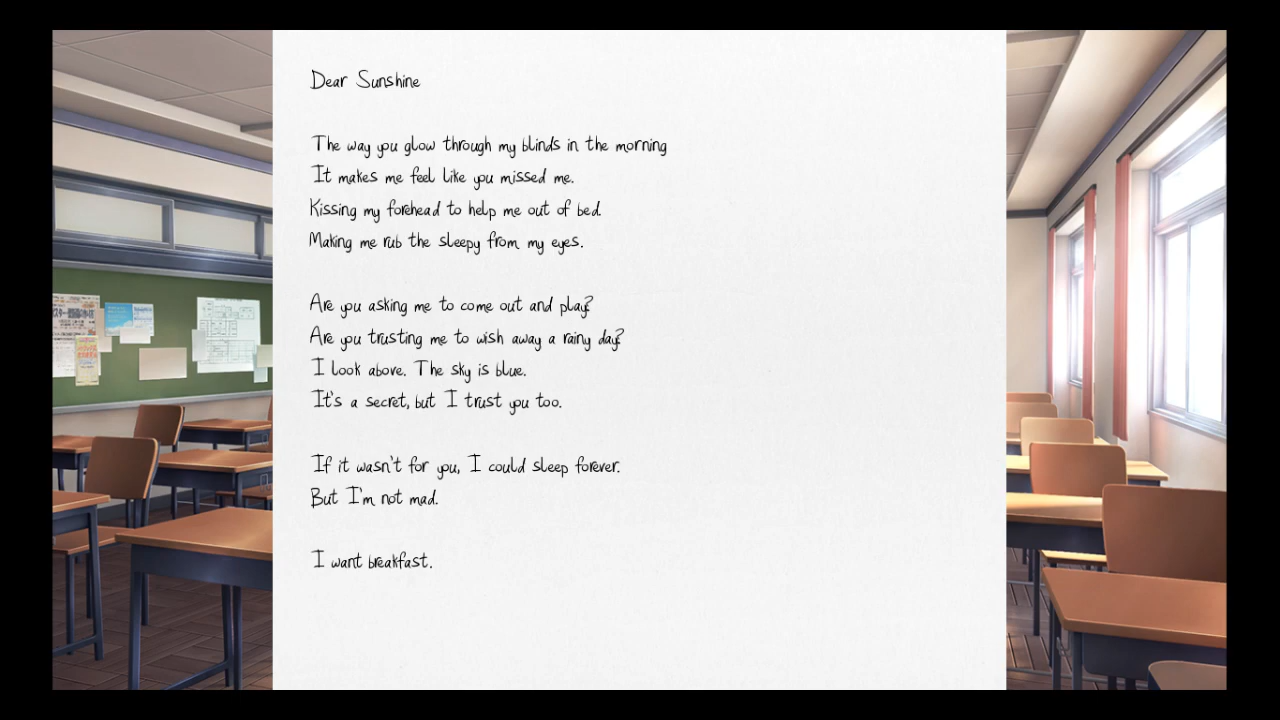 Dear Sunshine
The way you glow through my blinds in the morning
It makes me feel like you missed me.
Kissing my forehead to help me out of bed.
Making me rub the sleepy from my eyes.
Are you asking me to come out and play?
Are you trusting me to wish away a rainy day?
I look above. The sky is blue.
It's a secret, but I trust you too.
If it wasn't for you, I could sleep forever.
But I'm not mad.
I want breakfast.